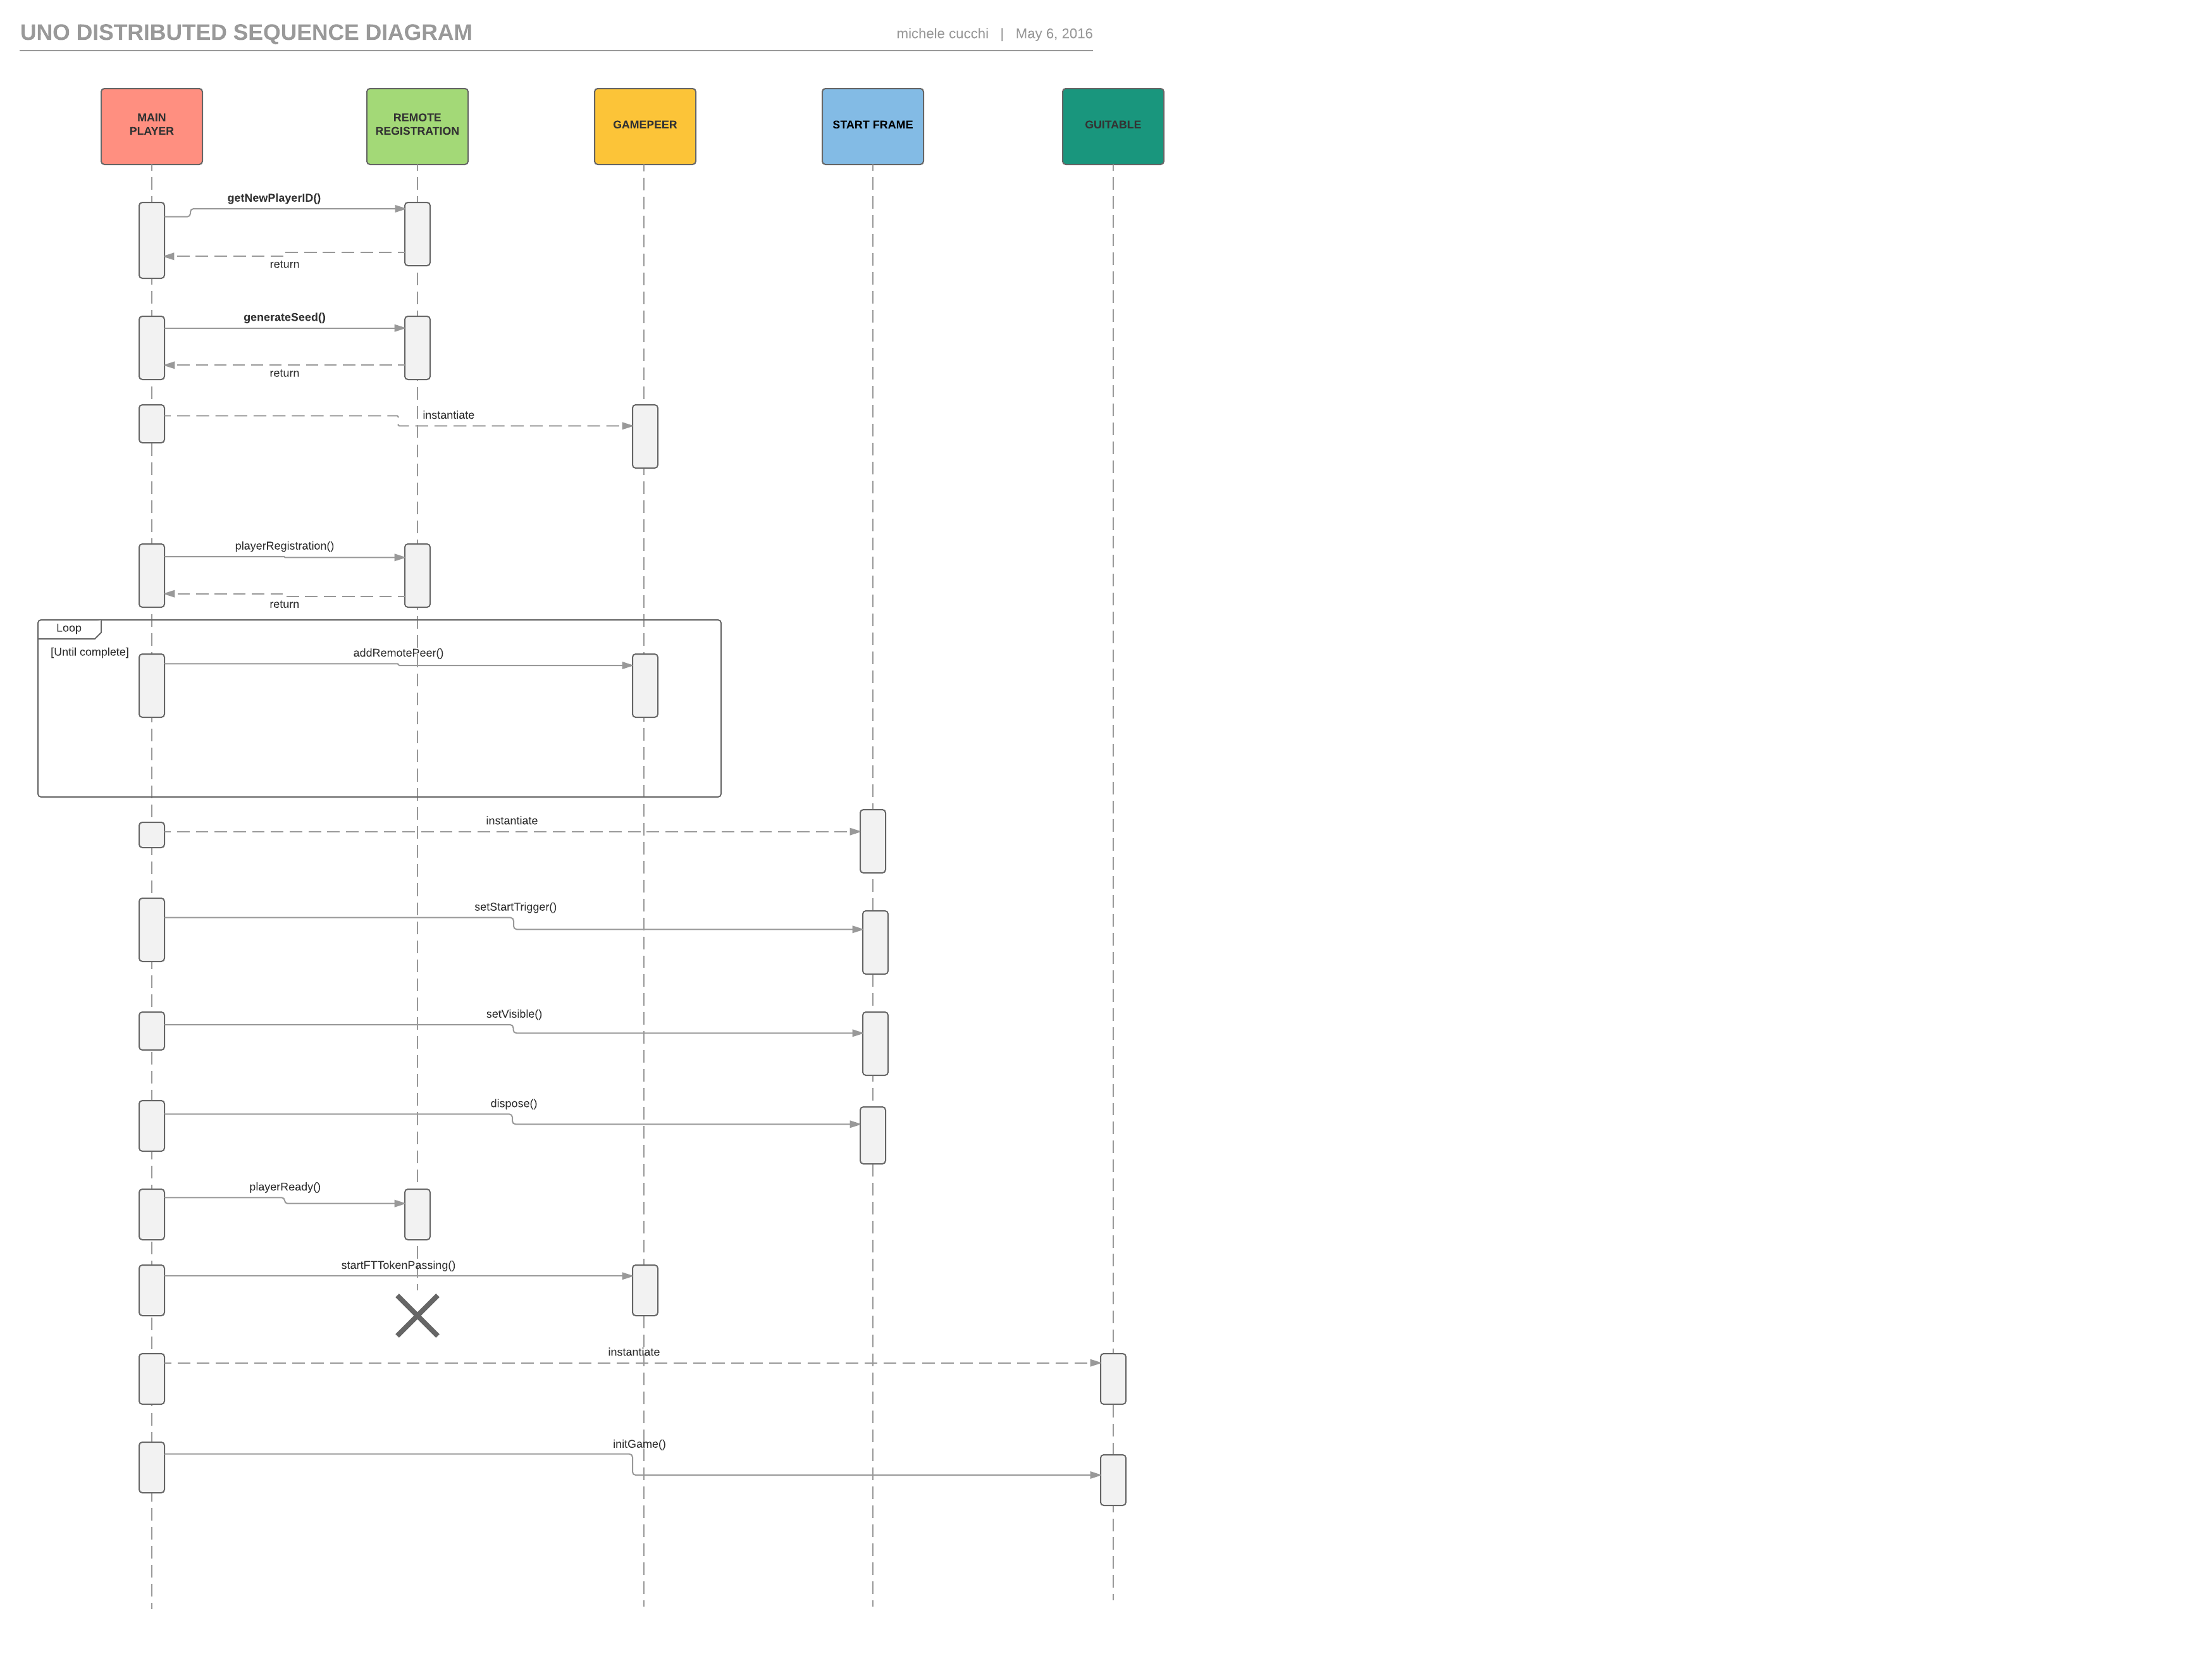 UNO DISTRIBUTED SEQUENCE DIAGRAM
michele cucchi | May 6, 2016
MAIN
PLAYER
REMOTE
REGISTRATION
GAMEPEER
START FRAME
GUITABLE
getNewPlayerID()
return
generateSeed()
return
instantiate
playerRegistration()
return
Loop
[Until complete]
addRemotePeer()
instantiate
setStartTrigger()
setVisible()
dispose()
playerReady()
startFTTokenPassing()
instantiate
initGame()